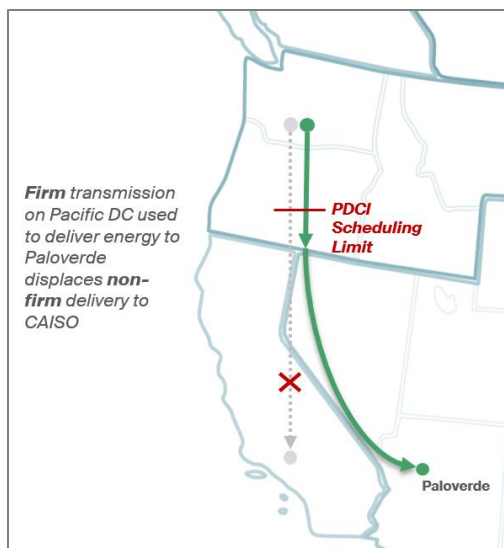 Firm transmission
on Pacific DC used
to deliver energy to
Paloverde
displaces non-
firm delivery to
CAISO
PDCI
Scheduling
Limit
Paloverde